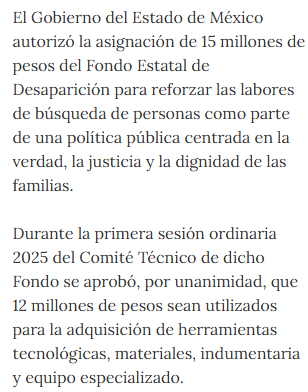 El Gobierno del Estado de México
autorizó la asignación de 15 millones de
pesos del Fondo Estatal de
Desaparición para reforzar las labores
de búsqueda de personas como parte
de una política pública centrada en la
verdad, la justicia y la dignidad de las
familias.
Durante la primera sesión ordinaria
2025 del Comité Técnico de dicho
Fondo se aprobó, por unanimidad, que
12 millones de pesos sean utilizados
para la adquisición de herramientas
tecnológicas, materiales, indumentaria
y equipo especializado.